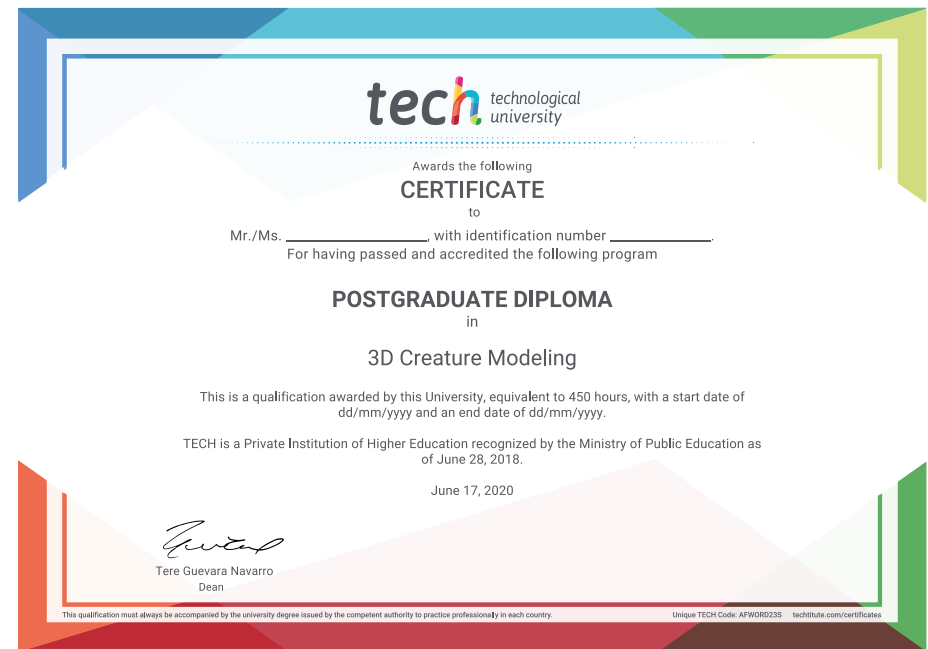 tech technological
university
Awards the following
CERTIFICATE
to
Mr./Ms. ____________________, with identification number ______________.
For having passed and accredited the following program
POSTGRADUATE DIPLOMA
in
3D Creature Modeling
This is a qualification awarded by this University, equivalent to 450 hours, with a start date of
dd/mm/yyyy and an end date of dd/mm/yyyy.
TECH is a Private Institution of Higher Education recognized by the Ministry of Public Education as
of June 28, 2018.
June 17, 2020
Tere Guevara Navarro
Dean
This qualification must always be accompanied by the university degree issued by the competent authority to practice professionally in each country. Unique TECH Code: AFWORD23S techtitute.com/certificates